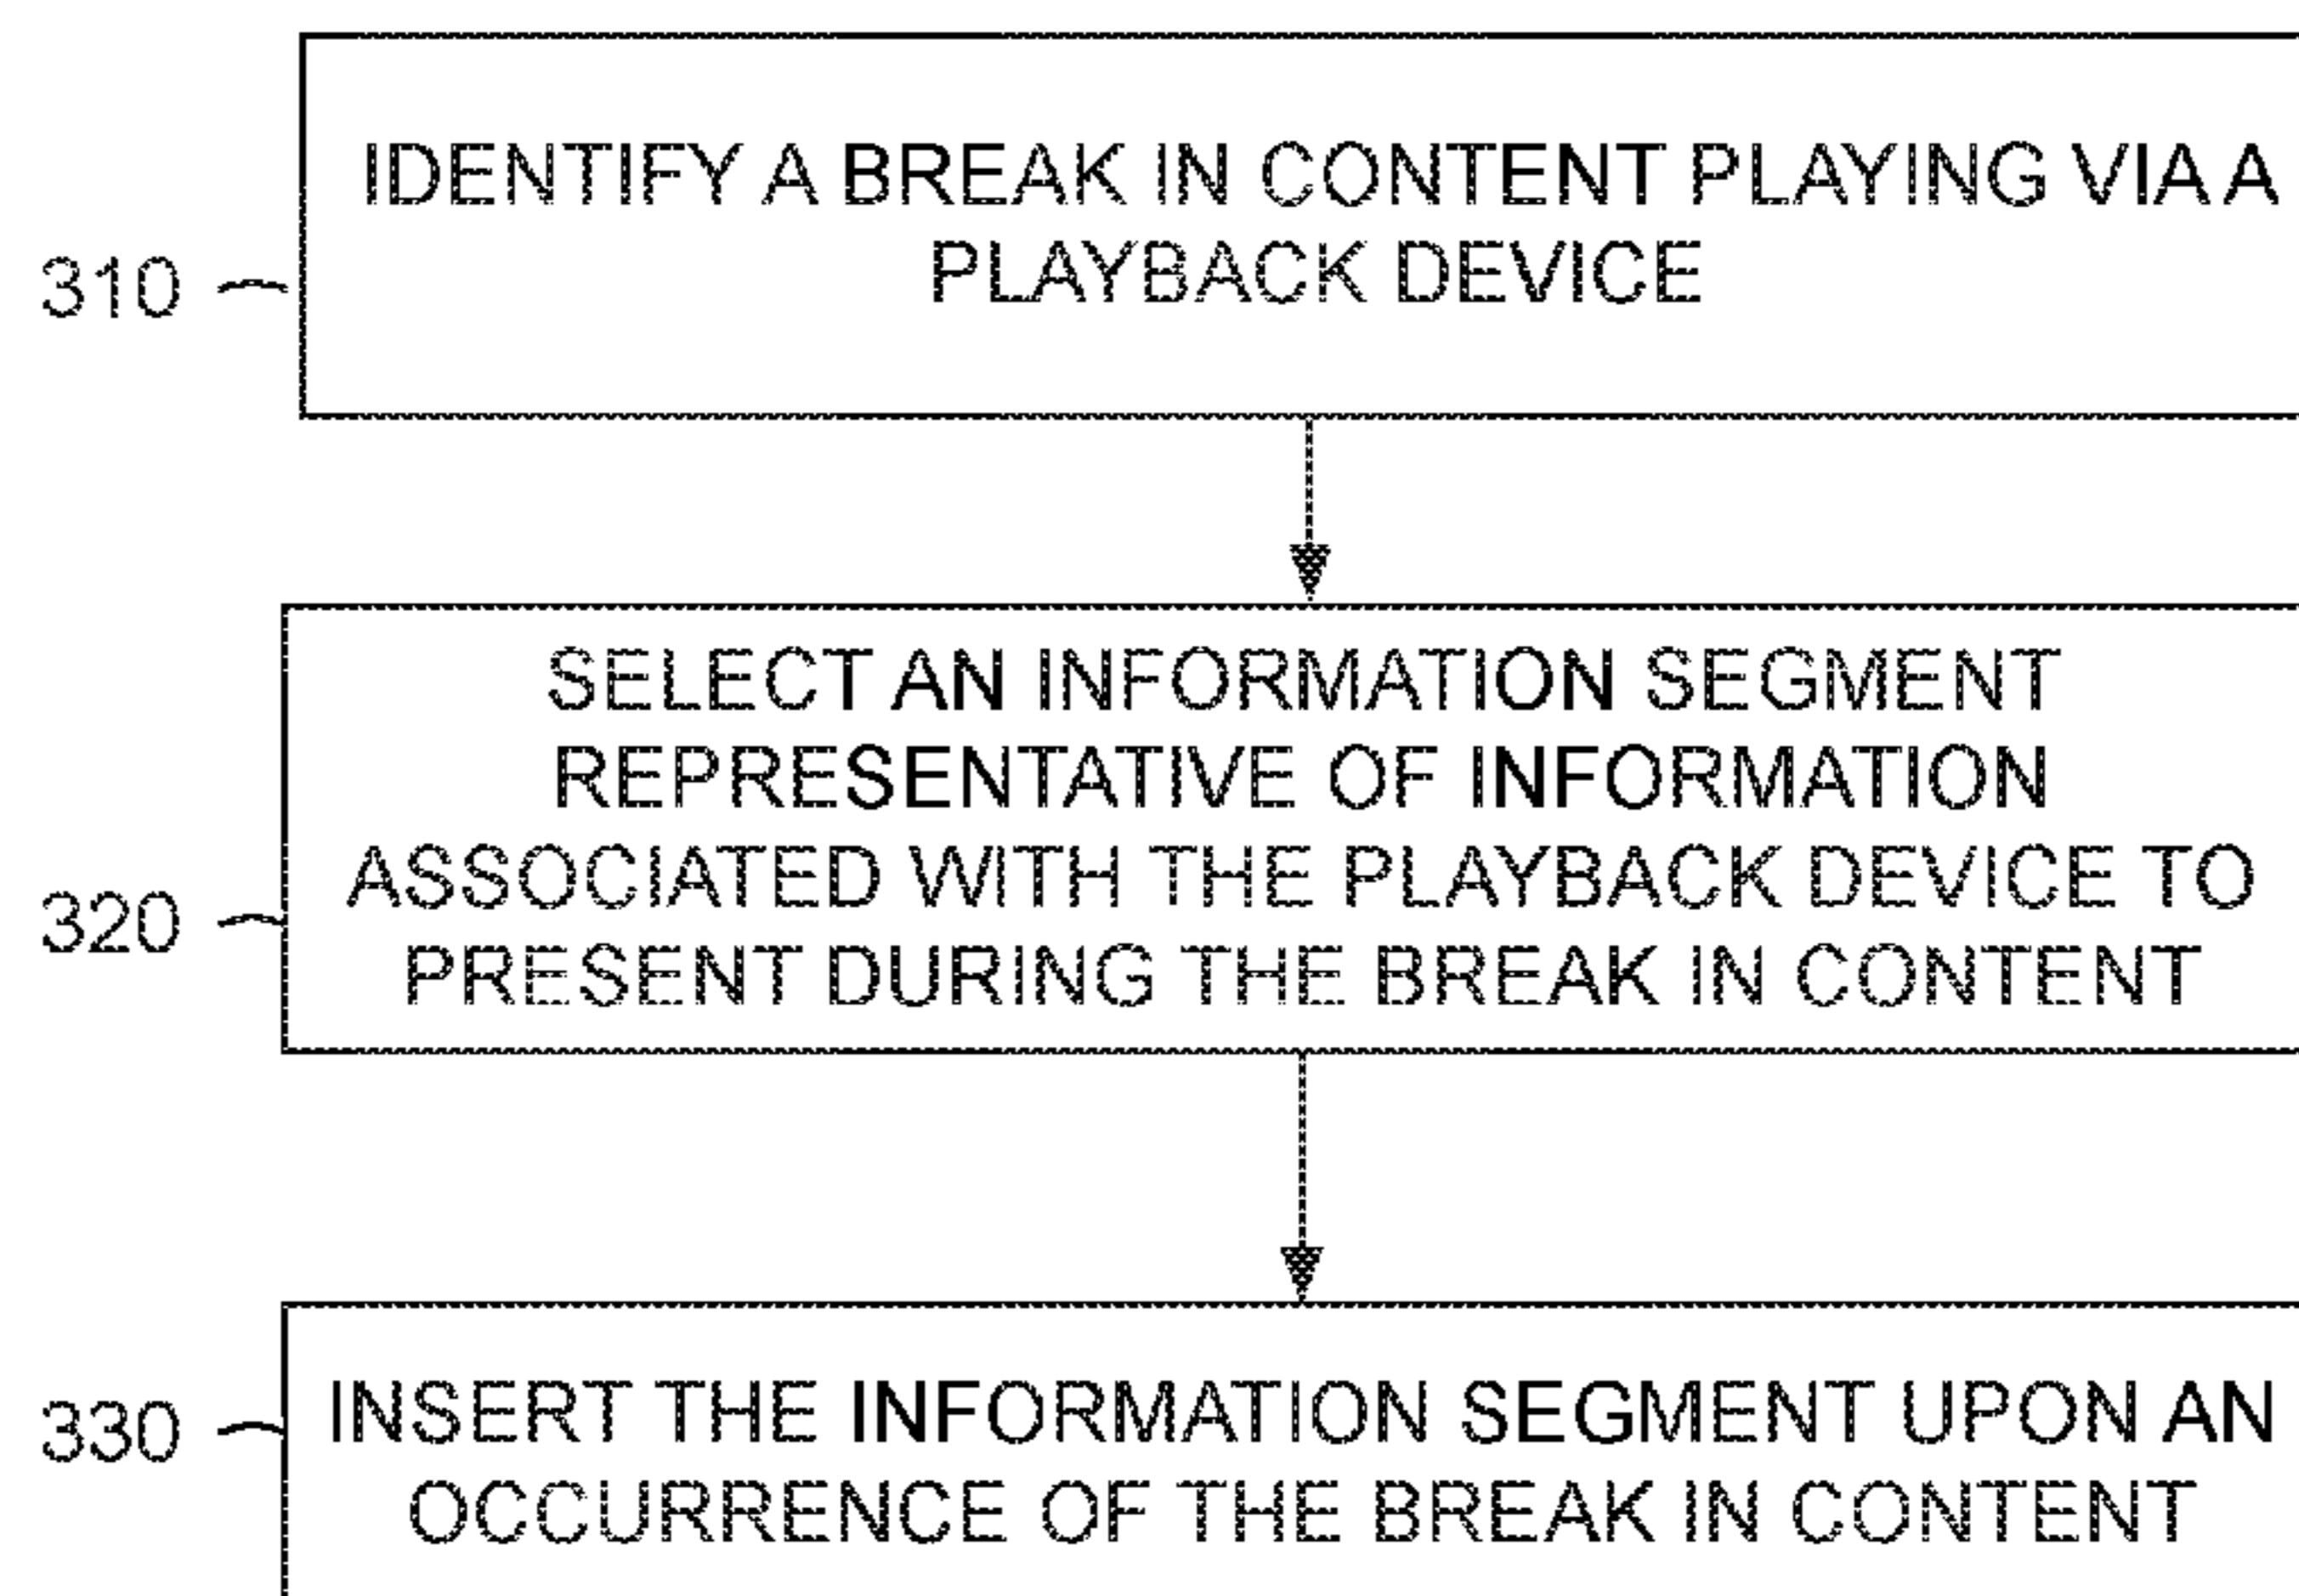 IDENTIFY A BREAK IN CONTENT PLAYING VIA A
PLAYBACK DEVICE
310
SELECT AN INFORMATION SEGMENT
REPRESENTATIVE OF INFORMATION
ASSOCIATED WITH THE PLAYBACK DEVICE TO
320
PRESENT DURING THE BREAK IN CONTENT
INSERT THE INFORMATION SEGMENT UPON AN
330
OCCURRENCE OF THE BREAK IN CONTENT